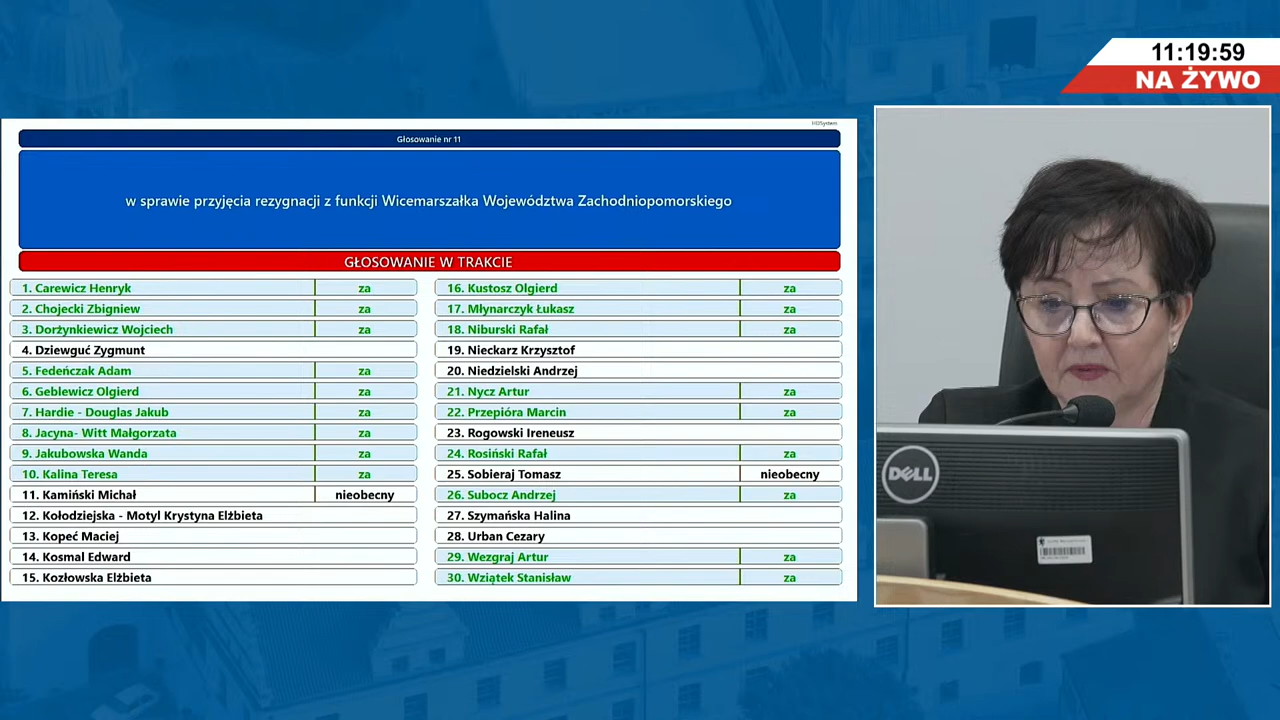 11:19:59
NA ŻYWO
Głosowanie nr 11
w sprawie przyjęcia rezygnacji z funkcji Wicemarszałka Województwa Zachodniopomorskiego
GŁOSOWANIE W TRAKCIE
1. Carewicz Henryk za
2. Chojecki Zbigniew za
3. Dorżynkiewicz Wojciech za
4. Dziewguć Zygmunt
5. Fedeńczak Adam za
6. Geblewicz Olgierd za
7. Hardie - Douglas Jakub za
8. Jacyna- Witt Małgorzata za
9. Jakubowska Wanda za
10. Kalina Teresa za
11. Kamiński Michał nieobecny
12. Kołodziejska - Motyl Krystyna Elżbieta
13. Kopeć Maciej
14. Kosmal Edward
15. Kozłowska Elżbieta
16. Kustosz Olgierd za
17. Młynarczyk Łukasz za
18. Niburski Rafał za
19. Nieckarz Krzysztof
20. Niedzielski Andrzej
21. Nycz Artur za
22. Przepióra Marcin za
23. Rogowski Ireneusz
24. Rosiński Rafał za
25. Sobieraj Tomasz nieobecny
26. Subocz Andrzej za
27. Szymańska Halina
28. Urban Cezary
29. Wezgraj Artur za
30. Wziątek Stanisław za
DELL